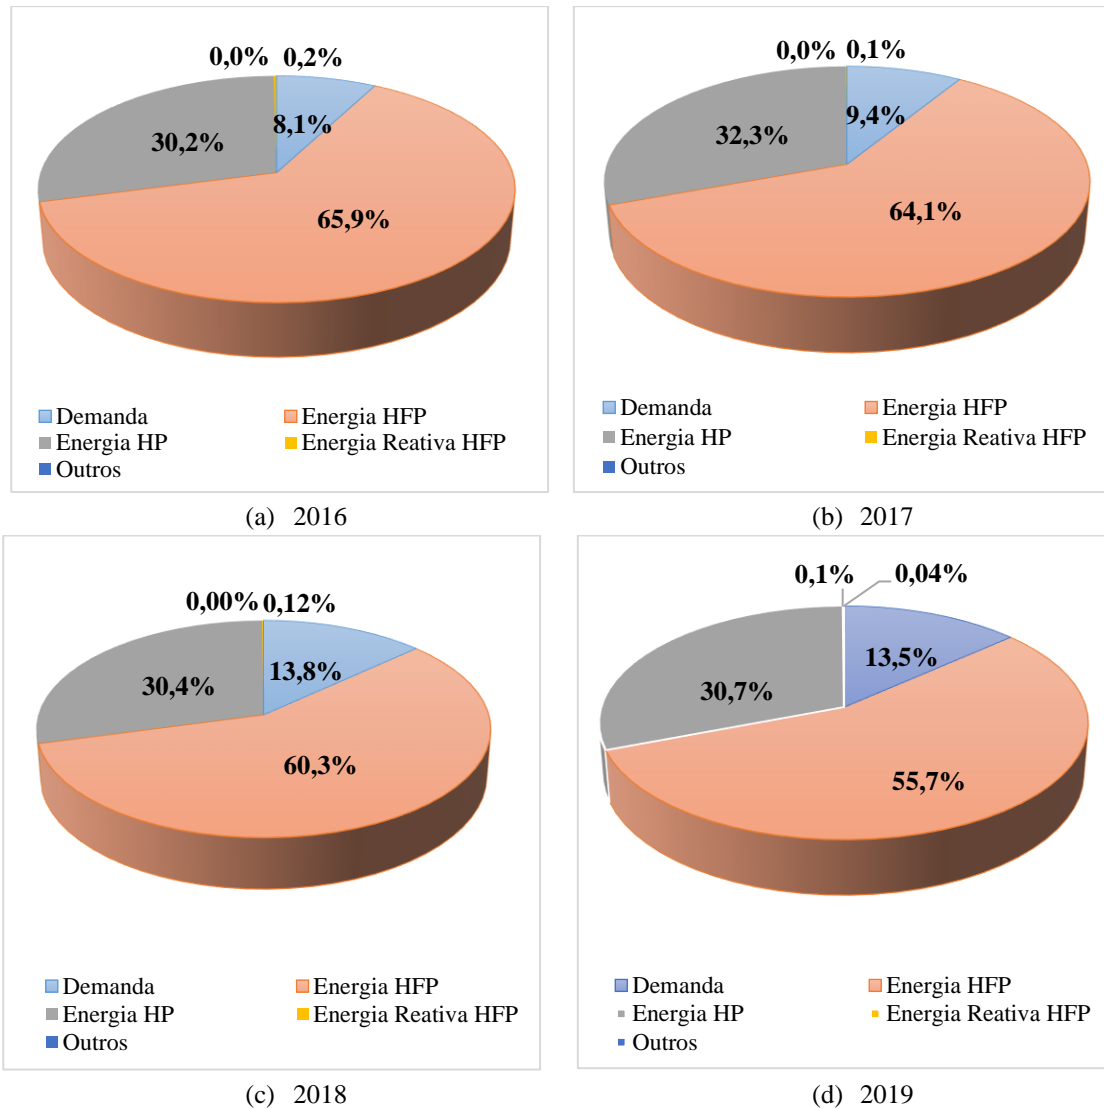 0,0% 0,2%
8,1%
30,2%
65,9%
Demanda Energia HFP
Energia HP Energia Reativa HFP
Outros
(a) 2016
0,0% 0,1%
9,4%
32,3%
64,1%
Demanda Energia HFP
Energia HP Energia Reativa HFP
Outros
(b) 2017
0,00% 0,12%
13,8%
30,4%
60,3%
Demanda Energia HFP
Energia HP Energia Reativa HFP
Outros
(c) 2018
0,1% 0,04%
13,5%
30,7%
55,7%
Demanda Energia HFP
Energia HP Energia Reativa HFP
Outros
(d) 2019